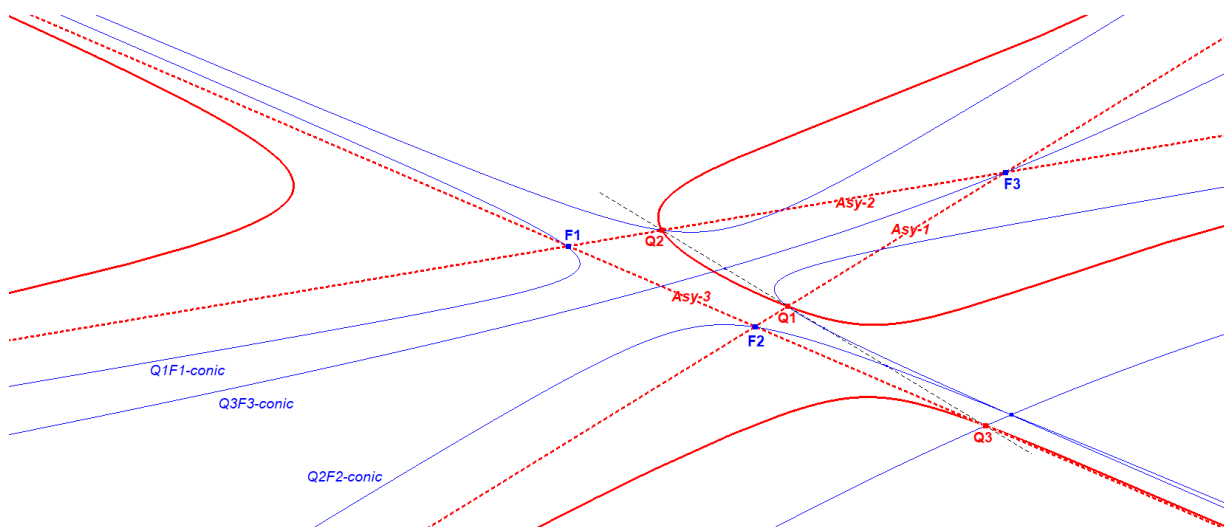 F3
Asy-2
Asy-1
Q2
F1
Asy-3
Q1
F2
Q1F1-conic
Q3F3-conic
Q3
Q2F2-conic